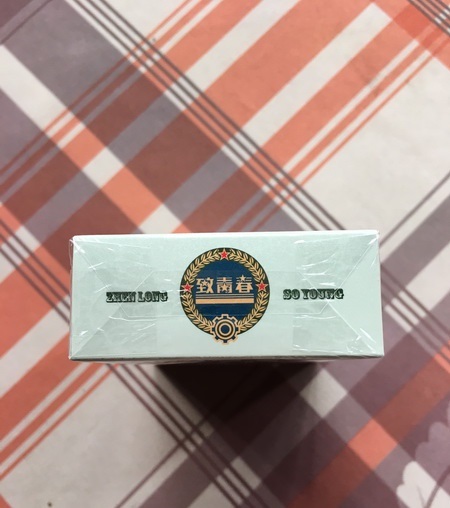 ZHEN LONG
致青春
SO YOUNG